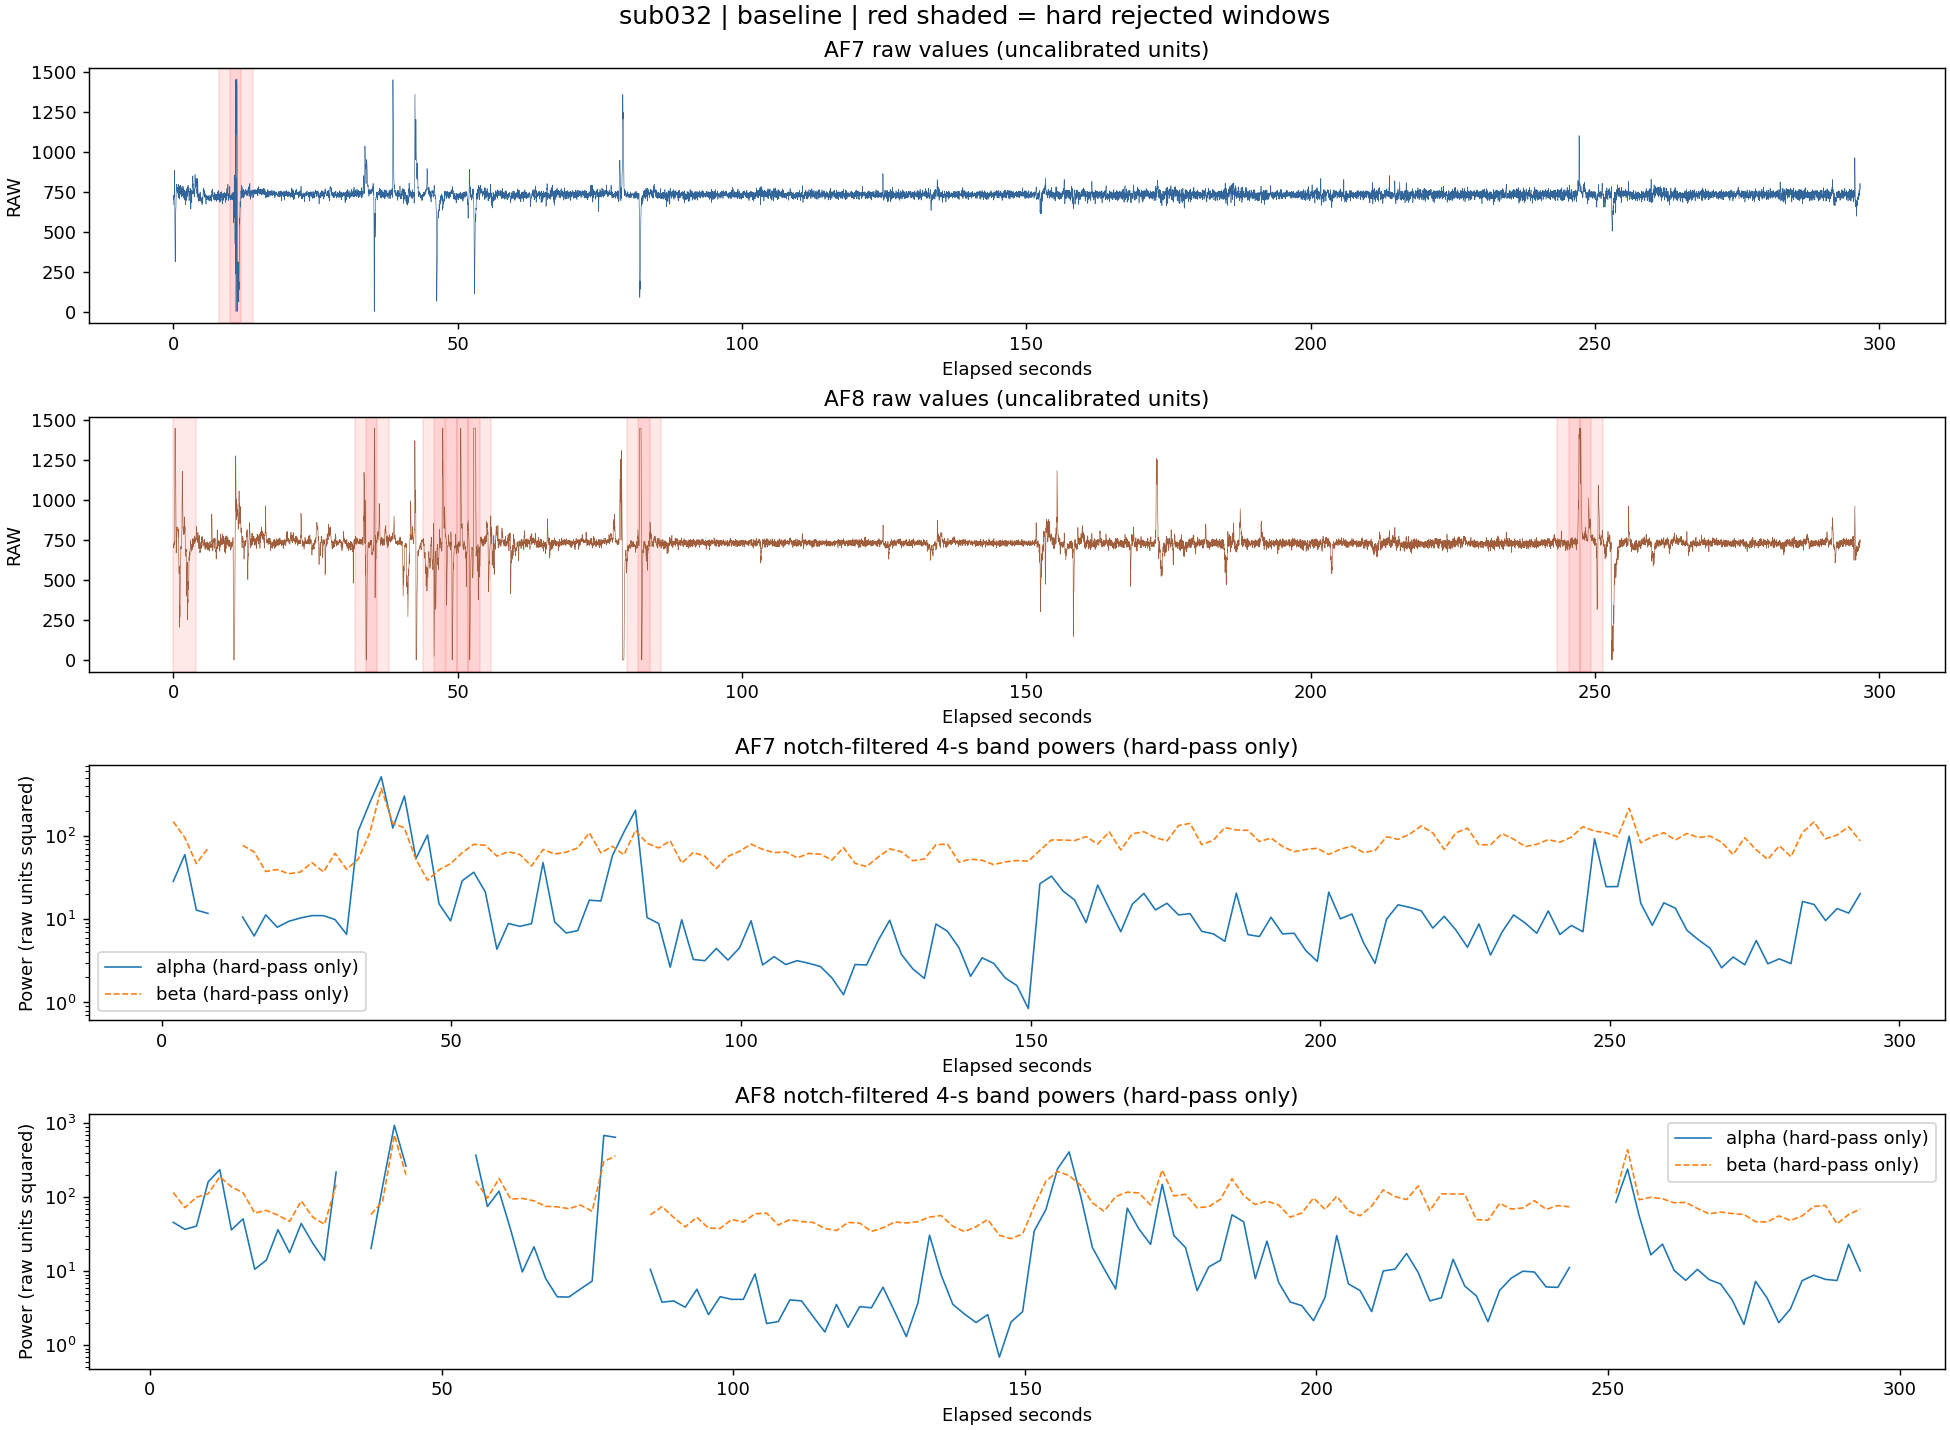 sub032 | baseline | red shaded = hard rejected windows
AF7 raw values (uncalibrated units)
RAW
1500
1250
1000
750
500
250
0
0 50 100 150 200 250 300
Elapsed seconds
AF8 raw values (uncalibrated units)
RAW
1500
1250
1000
750
500
250
0
0 50 100 150 200 250 300
Elapsed seconds
AF7 notch-filtered 4-s band powers (hard-pass only)
Power (raw units squared)
10²
10¹
10⁰
alpha (hard-pass only)
beta (hard-pass only)
0 50 100 150 200 250 300
Elapsed seconds
AF8 notch-filtered 4-s band powers (hard-pass only)
Power (raw units squared)
10³
10²
10¹
10⁰
alpha (hard-pass only)
beta (hard-pass only)
0 50 100 150 200 250 300
Elapsed seconds